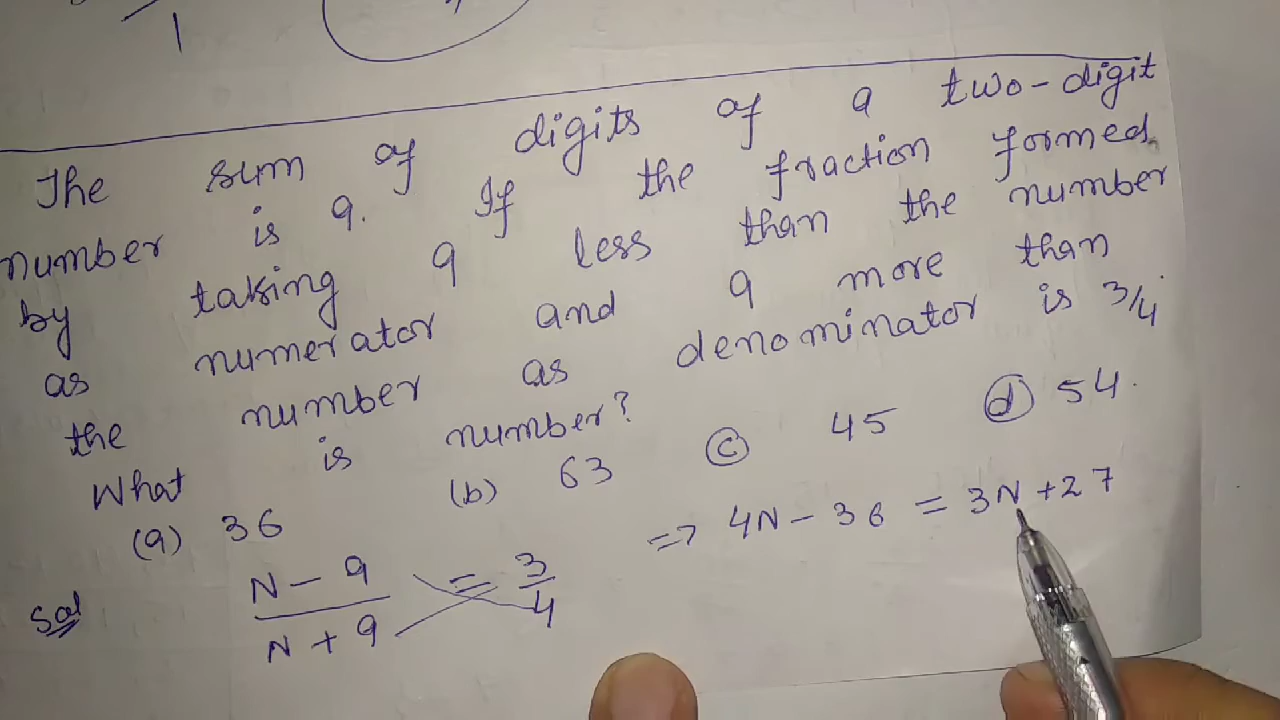 The sum of digits of a two-digit
number is 9. If the fraction formed
by taking 9 less than the number
as numerator and 9 more than
the number as denominator is 3/4
What is number?
(a) 36 (b) 63 (c) 45 (d) 54.
Sol N - 9 / N + 9 = 3/4 => 4N - 36 = 3N + 27